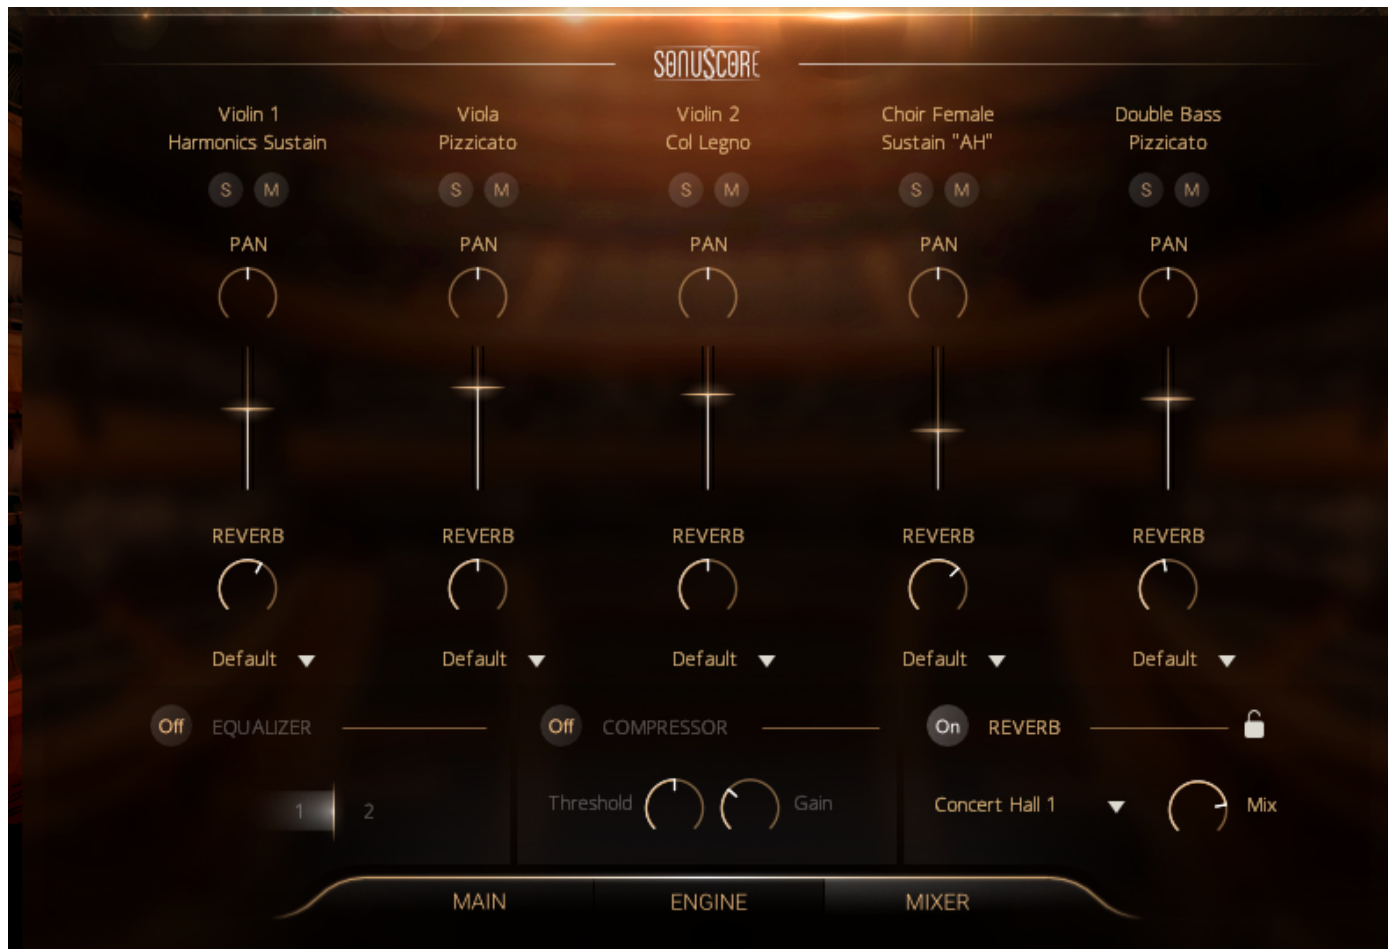 SONUSCORE
Violin 1
Harmonics Sustain
Viola
Pizzicato
Violin 2
Col Legno
Choir Female
Sustain "AH"
Double Bass
Pizzicato
S M
S M
S M
S M
S M
PAN
PAN
PAN
PAN
PAN
REVERB
REVERB
REVERB
REVERB
REVERB
Default
Default
Default
Default
Default
Off EQUALIZER
1 2
Off COMPRESSOR
Threshold Gain
On REVERB
Concert Hall 1 Mix
MAIN ENGINE MIXER